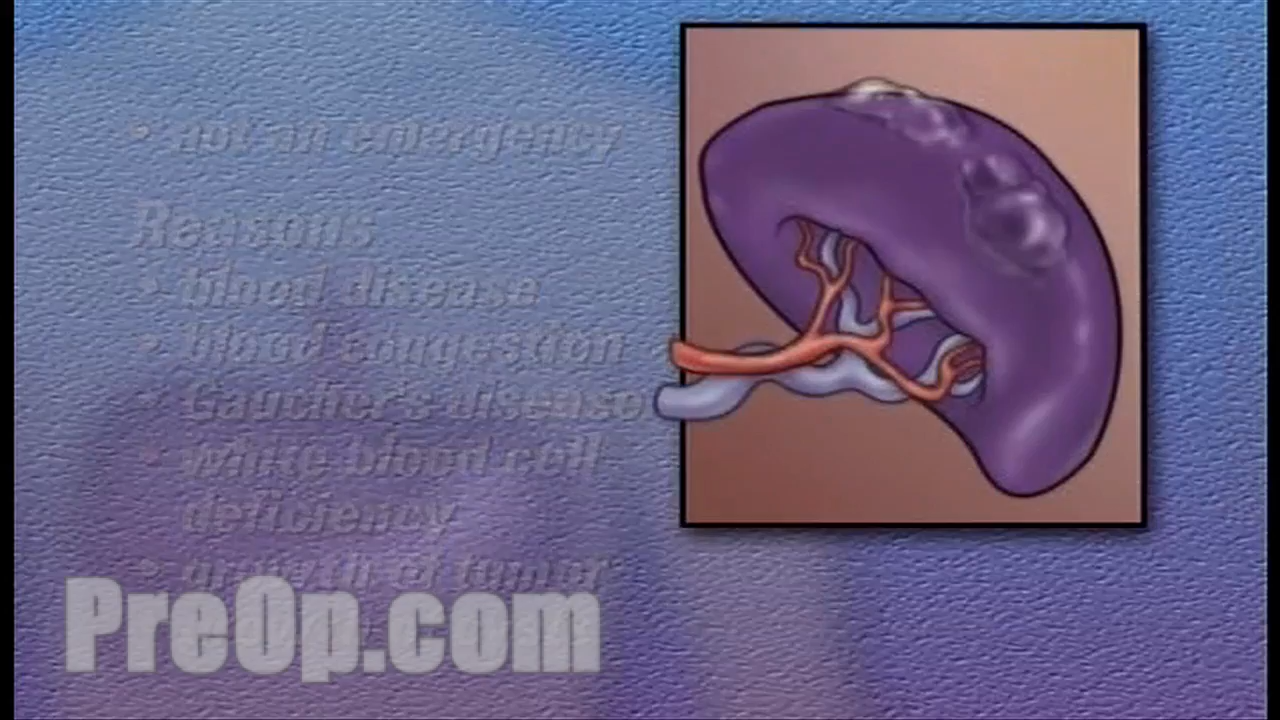 • not an emergency
Reasons
• blood disease
• blood congestion
• Gaucher's disease
• white blood cell
deficiency
• growth of tumor
PreOp.com